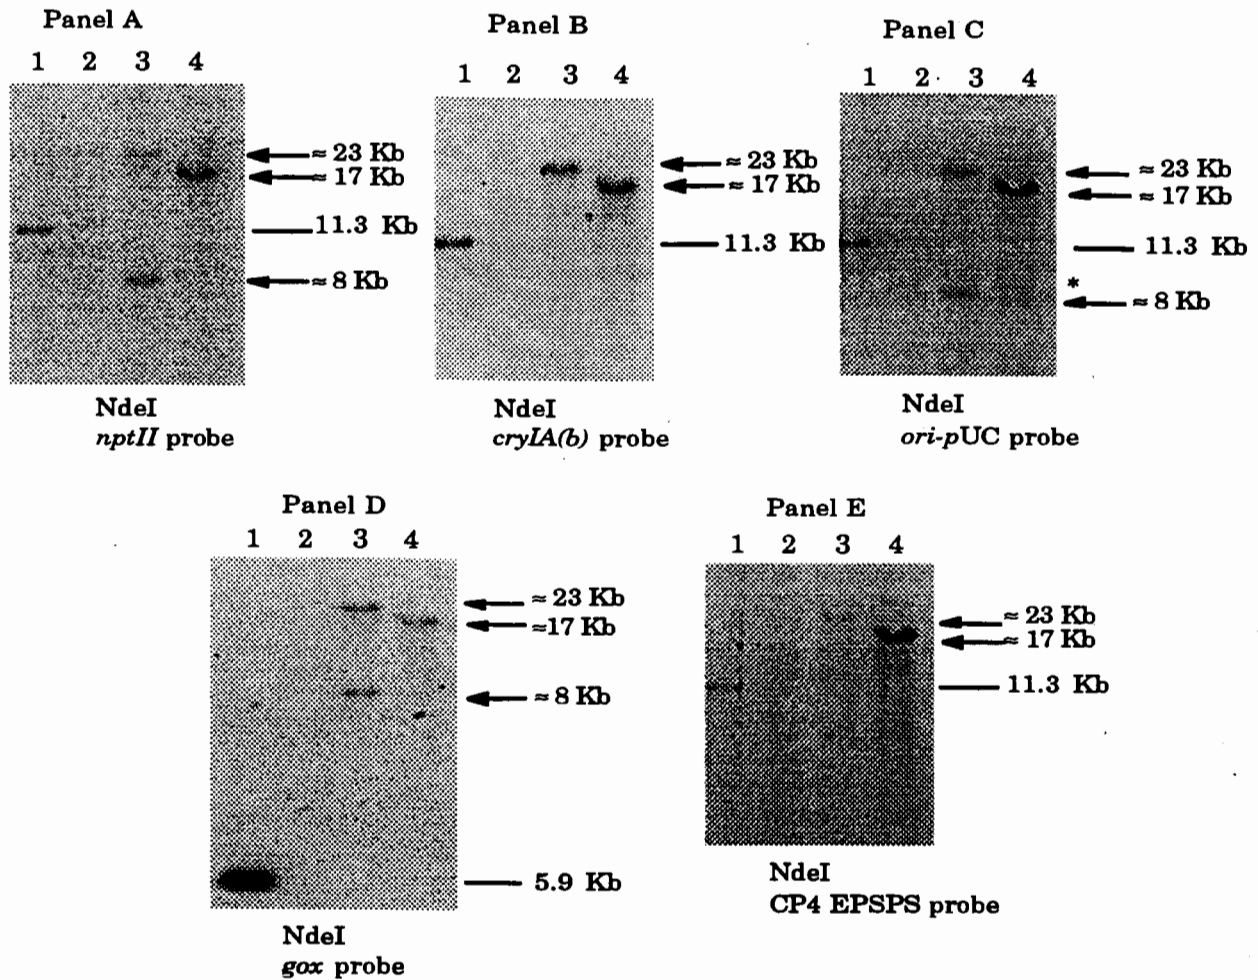 Panel A
1 2 3 4
≈ 23 Kb
≈ 17 Kb
11.3 Kb
≈ 8 Kb
NdeI
nptII probe
Panel B
1 2 3 4
≈ 23 Kb
≈ 17 Kb
11.3 Kb
NdeI
cryIA(b) probe
Panel C
1 2 3 4
≈ 23 Kb
≈ 17 Kb
11.3 Kb
*
≈ 8 Kb
NdeI
ori-pUC probe
Panel D
1 2 3 4
≈ 23 Kb
≈17 Kb
≈ 8 Kb
5.9 Kb
NdeI
gox probe
Panel E
1 2 3 4
≈ 23 Kb
≈ 17 Kb
11.3 Kb
NdeI
CP4 EPSPS probe